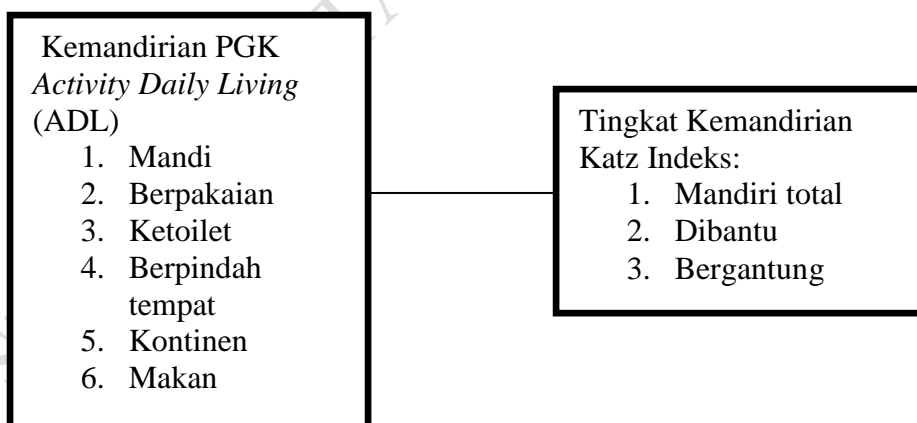 Kemandirian PGK
Activity Daily Living
(ADL)
1. Mandi
2. Berpakaian
3. Ketoilet
4. Berpindah
tempat
5. Kontinen
6. Makan
Tingkat Kemandirian
Katz Indeks:
1. Mandiri total
2. Dibantu
3. Bergantung